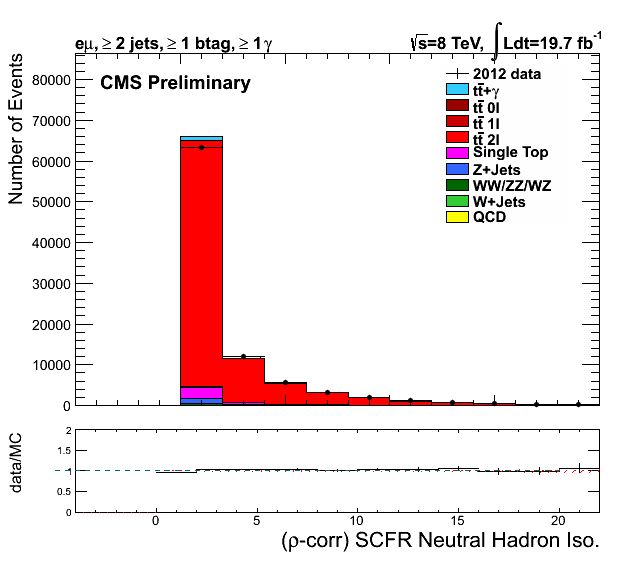 eμ, ≥ 2 jets, ≥ 1 btag, ≥ 1 γ
√s=8 TeV, ∫Ldt=19.7 fb⁻¹
CMS Preliminary
Number of Events
80000
70000
60000
50000
40000
30000
20000
10000
0
2012 data
tt̄+γ
tt̄ 0l
tt̄ 1l
tt̄ 2l
Single Top
Z+Jets
WW/ZZ/WZ
W+Jets
QCD
data/MC
2
1.5
1
0.5
0
0 5 10 15 20
(ρ-corr) SCFR Neutral Hadron Iso.